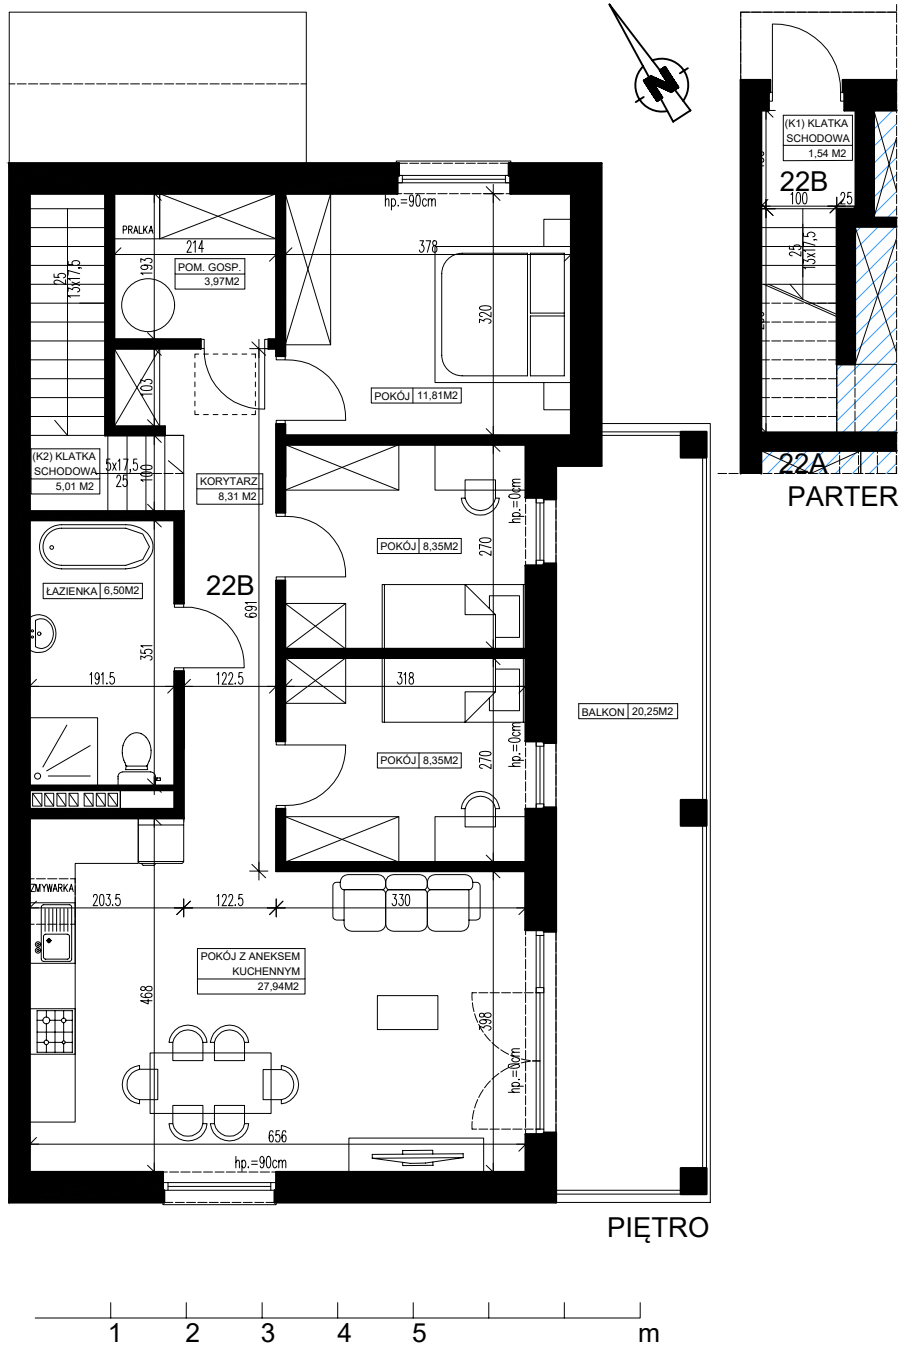 N
(K1) KLATKA
SCHODOWA
1,54 M2
22B
100
25
25
13x17,5
22A
PARTER
hp.=90cm
PRALKA
214
193
POM. GOSP.
3,97M2
378
320
25
13x17,5
103
POKÓJ 11,81M2
(K2) KLATKA
SCHODOWA
5,01 M2
5x17,5
25
100
KORYTARZ
8,31 M2
hp.=0cm
POKÓJ 8,35M2
270
ŁAZIENKA 6,50M2
22B
691
351
191.5
122.5
318
BALKON 20,25M2
hp.=0cm
POKÓJ 8,35M2
270
ZMYWARKA
203.5
122.5
330
POKÓJ Z ANEKSEM
KUCHENNYM
27,94M2
468
398
hp.=0cm
656
hp.=90cm
PIĘTRO
1 2 3 4 5 m